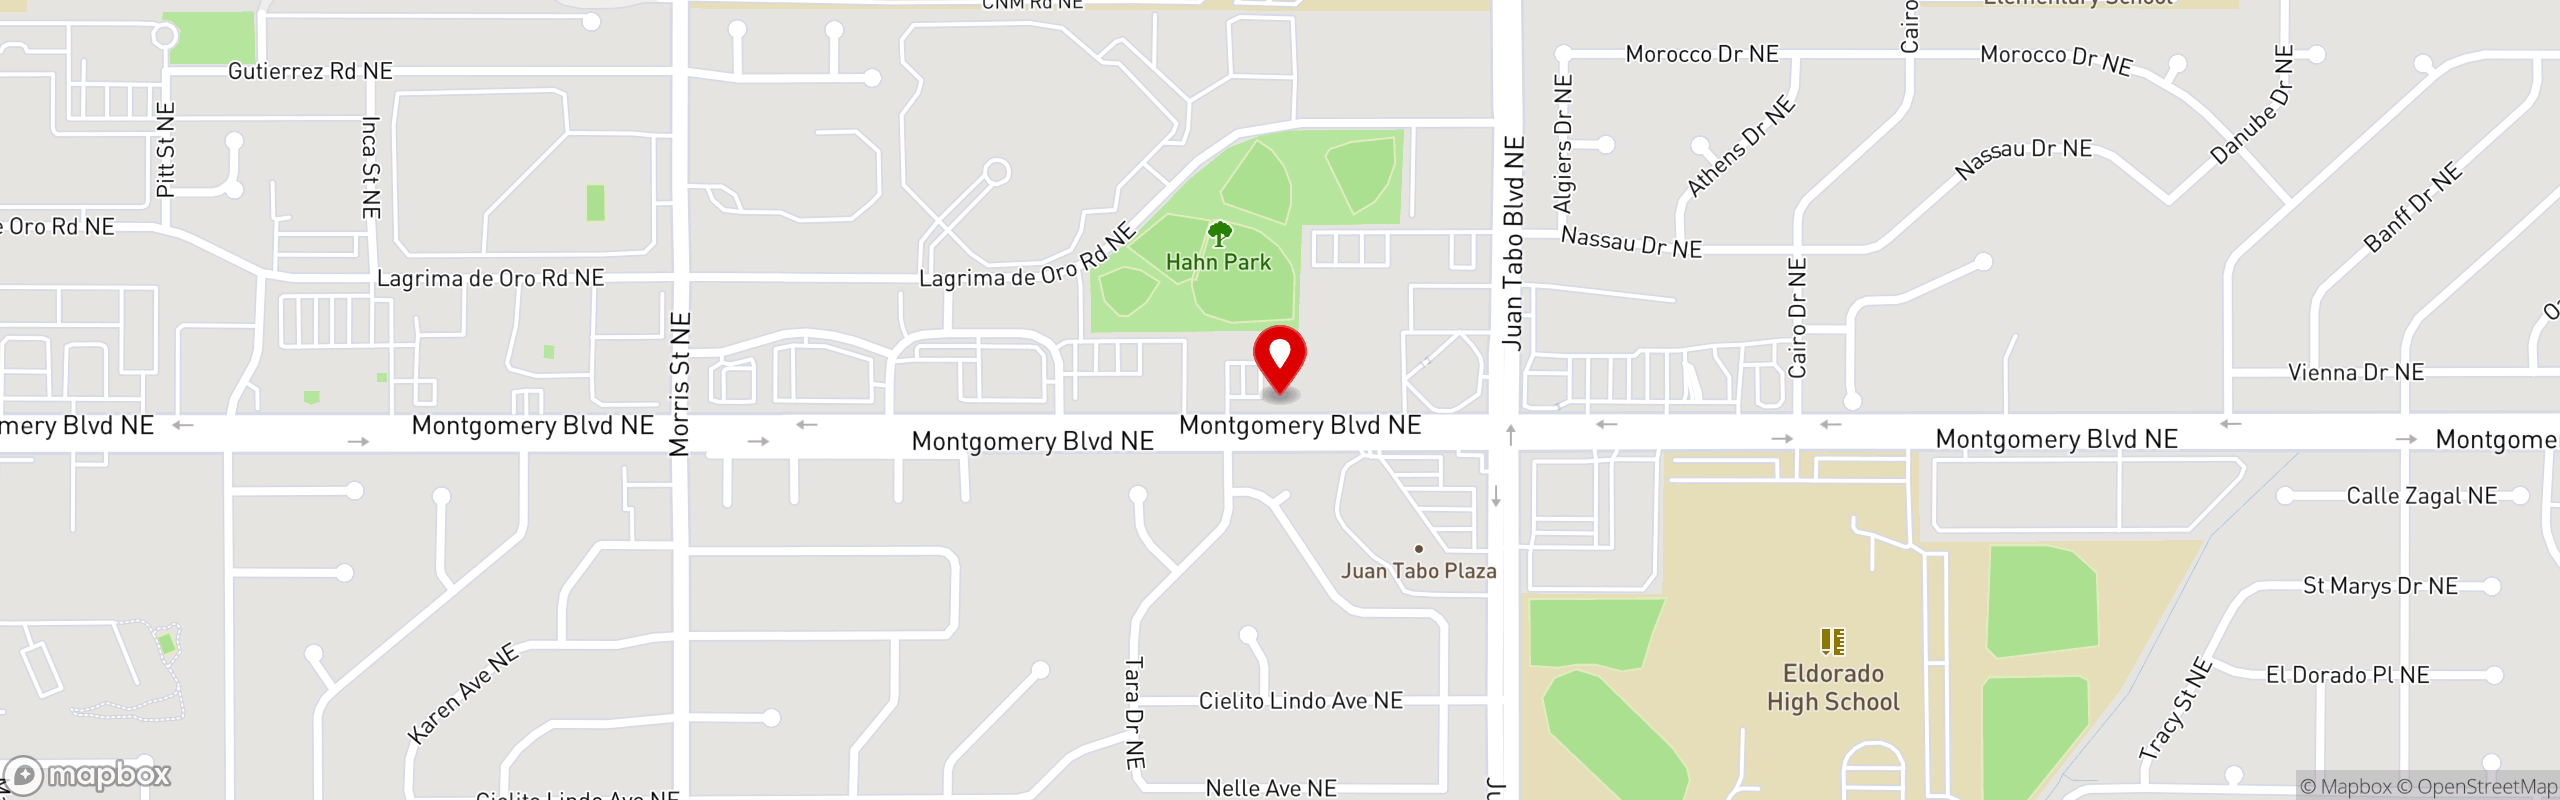 CNM Rd NE
Elementary School
Cairo
Morocco Dr NE
Morocco Dr NE
Gutierrez Rd NE
Pitt St NE
Inca St NE
Algiers Dr NE
Athens Dr NE
Nassau Dr NE
Danube Dr NE
Banff Dr NE
Juan Tabo Blvd NE
e Oro Rd NE
Nassau Dr NE
Hahn Park
Lagrima de Oro Rd NE
Lagrima de Oro Rd NE
Cairo Dr NE
Morris St NE
Vienna Dr NE
mery Blvd NE
Montgomery Blvd NE
Montgomery Blvd NE
Montgomery Blvd NE
Montgomery Blvd NE
Montgome
Calle Zagal NE
Juan Tabo Plaza
St Marys Dr NE
Eldorado
High School
El Dorado Pl NE
Karen Ave NE
Tara Dr NE
Cielito Lindo Ave NE
Tracy St NE
mapbox
Nelle Ave NE
Cielito Lindo Ave NE
Ju
© Mapbox © OpenStreetMap